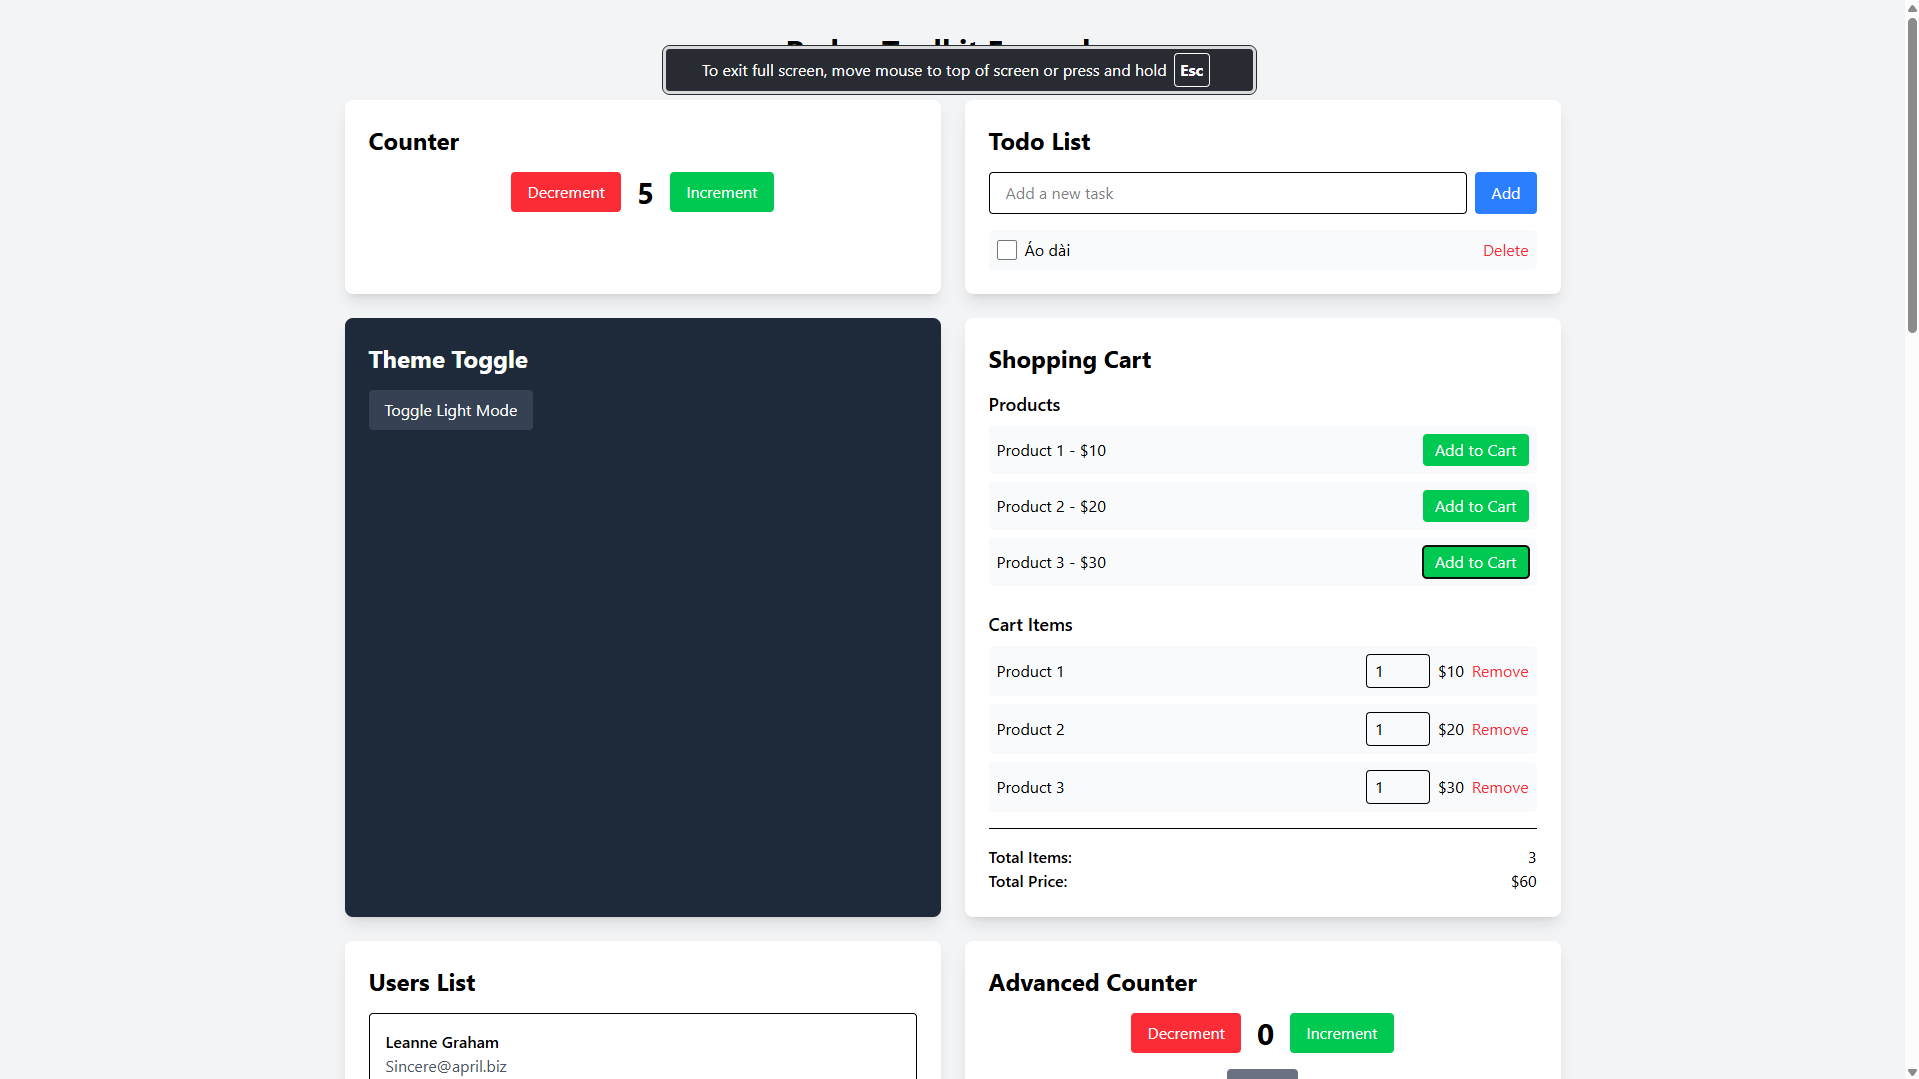 To exit full screen, move mouse to top of screen or press and hold Esc
Counter
Decrement 5 Increment
Todo List
Add a new task Add
Áo dài Delete
Theme Toggle
Toggle Light Mode
Shopping Cart
Products
Product 1 - $10 Add to Cart
Product 2 - $20 Add to Cart
Product 3 - $30 Add to Cart
Cart Items
Product 1 1 $10 Remove
Product 2 1 $20 Remove
Product 3 1 $30 Remove
Total Items: 3
Total Price: $60
Users List
Leanne Graham
Sincere@april.biz
Advanced Counter
Decrement 0 Increment